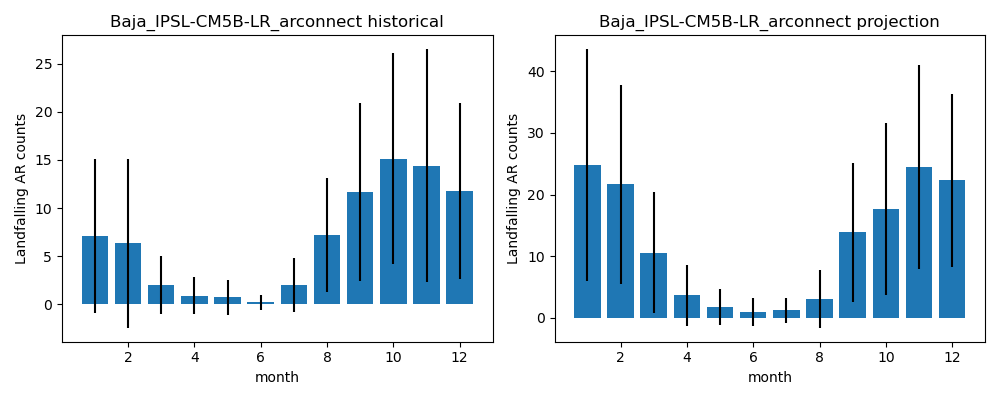 Baja_IPSL-CM5B-LR_arconnect historical
Landfalling AR counts
25
20
15
10
5
0
2 4 6 8 10 12
month
Baja_IPSL-CM5B-LR_arconnect projection
Landfalling AR counts
40
30
20
10
0
2 4 6 8 10 12
month